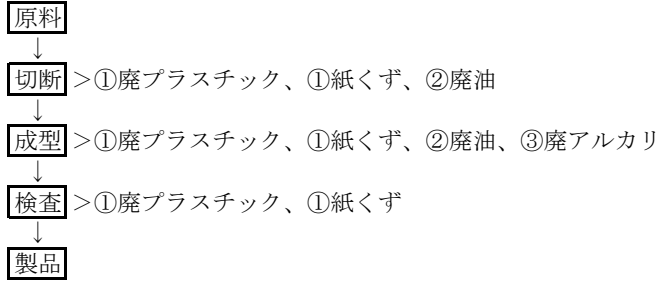 原料
↓
切断>①廃プラスチック、①紙くず、②廃油
↓
成型>①廃プラスチック、①紙くず、②廃油、③廃アルカリ
↓
検査>①廃プラスチック、①紙くず
↓
製品